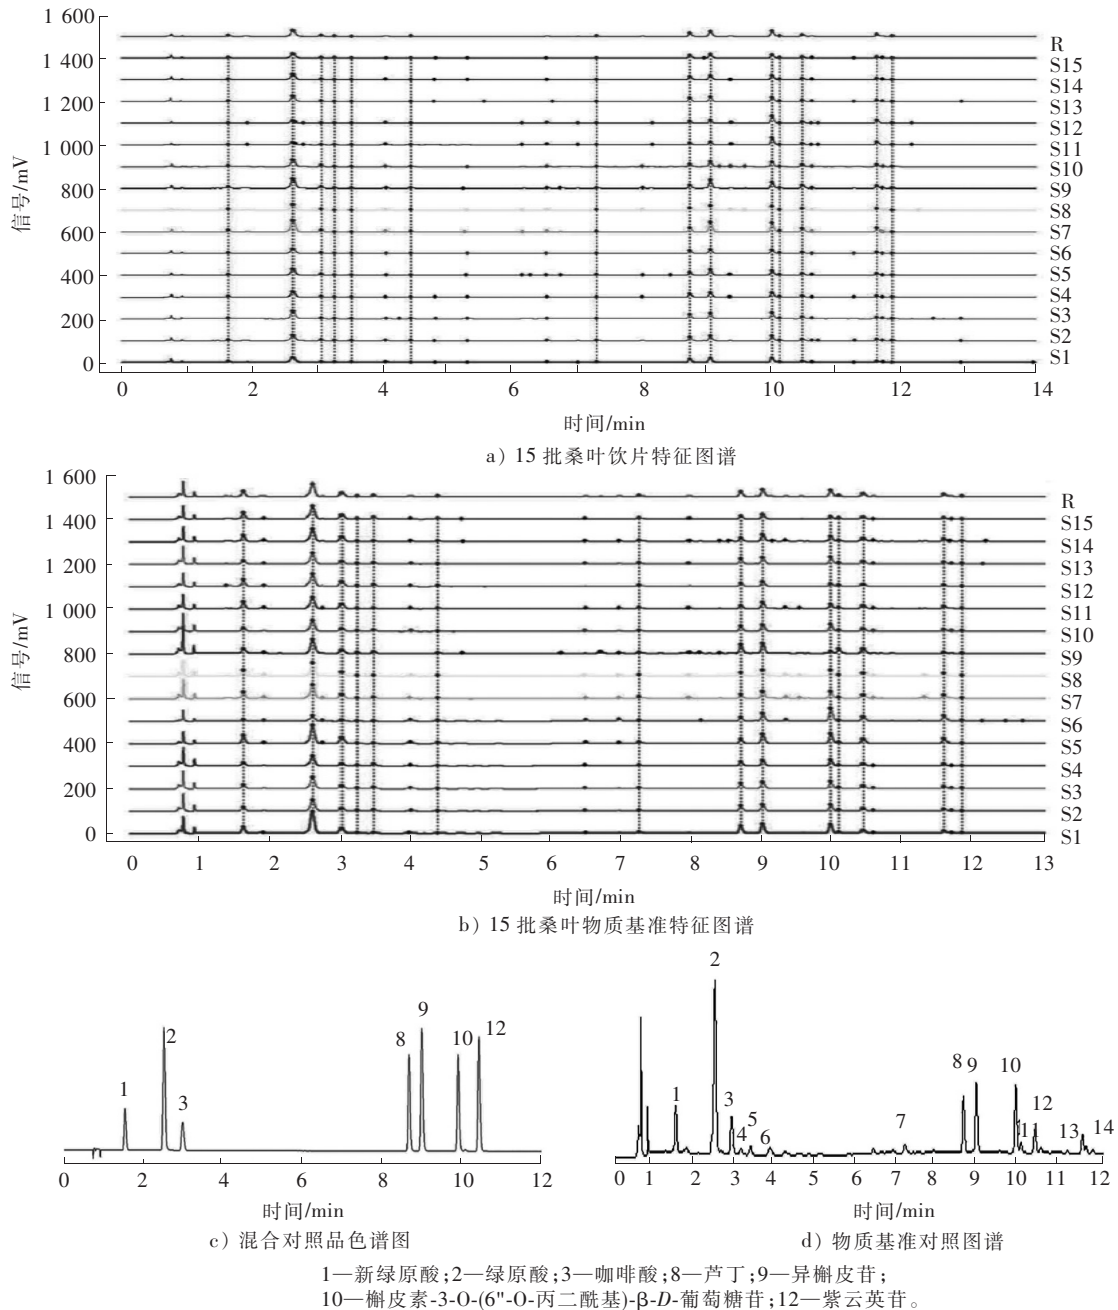 1 600
1 400
1 200
1 000
800
600
400
200
0
信号/mV
R
S15
S14
S13
S12
S11
S10
S9
S8
S7
S6
S5
S4
S3
S2
S1
0 2 4 6 8 10 12 14
时间/min
a）15 批桑叶饮片特征图谱
1 600
1 400
1 200
1 000
800
600
400
200
0
信号/mV
R
S15
S14
S13
S12
S11
S10
S9
S8
S7
S6
S5
S4
S3
S2
S1
0 1 2 3 4 5 6 7 8 9 10 11 12 13
时间/min
b）15 批桑叶物质基准特征图谱
1 2 3 8 9 10 12
0 2 4 6 8 10 12
时间/min
c）混合对照品色谱图
1 2 3 4 5 6 7 8 9 10 1 12 13 14
0 1 2 3 4 5 6 7 8 9 10 11 12
时间/min
d）物质基准对照图谱
1—新绿原酸;2—绿原酸;3—咖啡酸;8—芦丁;9—异槲皮苷;
10—槲皮素-3-O-(6"-O-丙二酰基)-β-D-葡萄糖苷;12—紫云英苷。